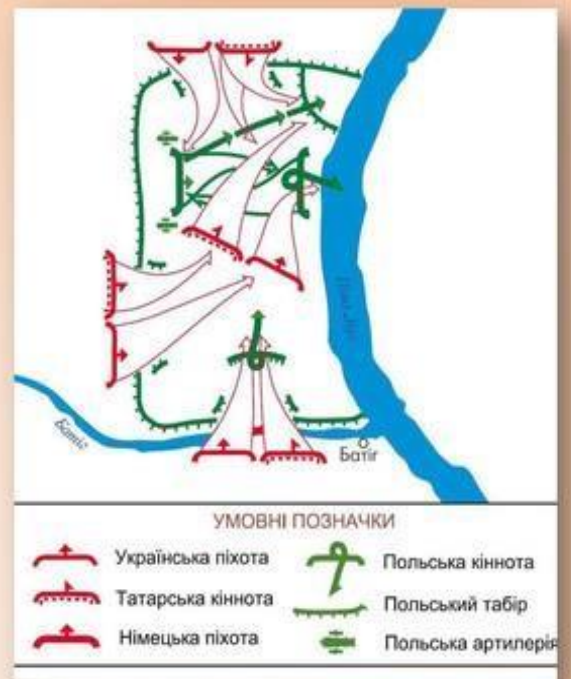 Батіг
Батіг
УМОВНІ ПОЗНАЧКИ
Українська піхота
Польська кіннота
Татарська кіннота
Польський табір
Німецька піхота
Польська артилерія